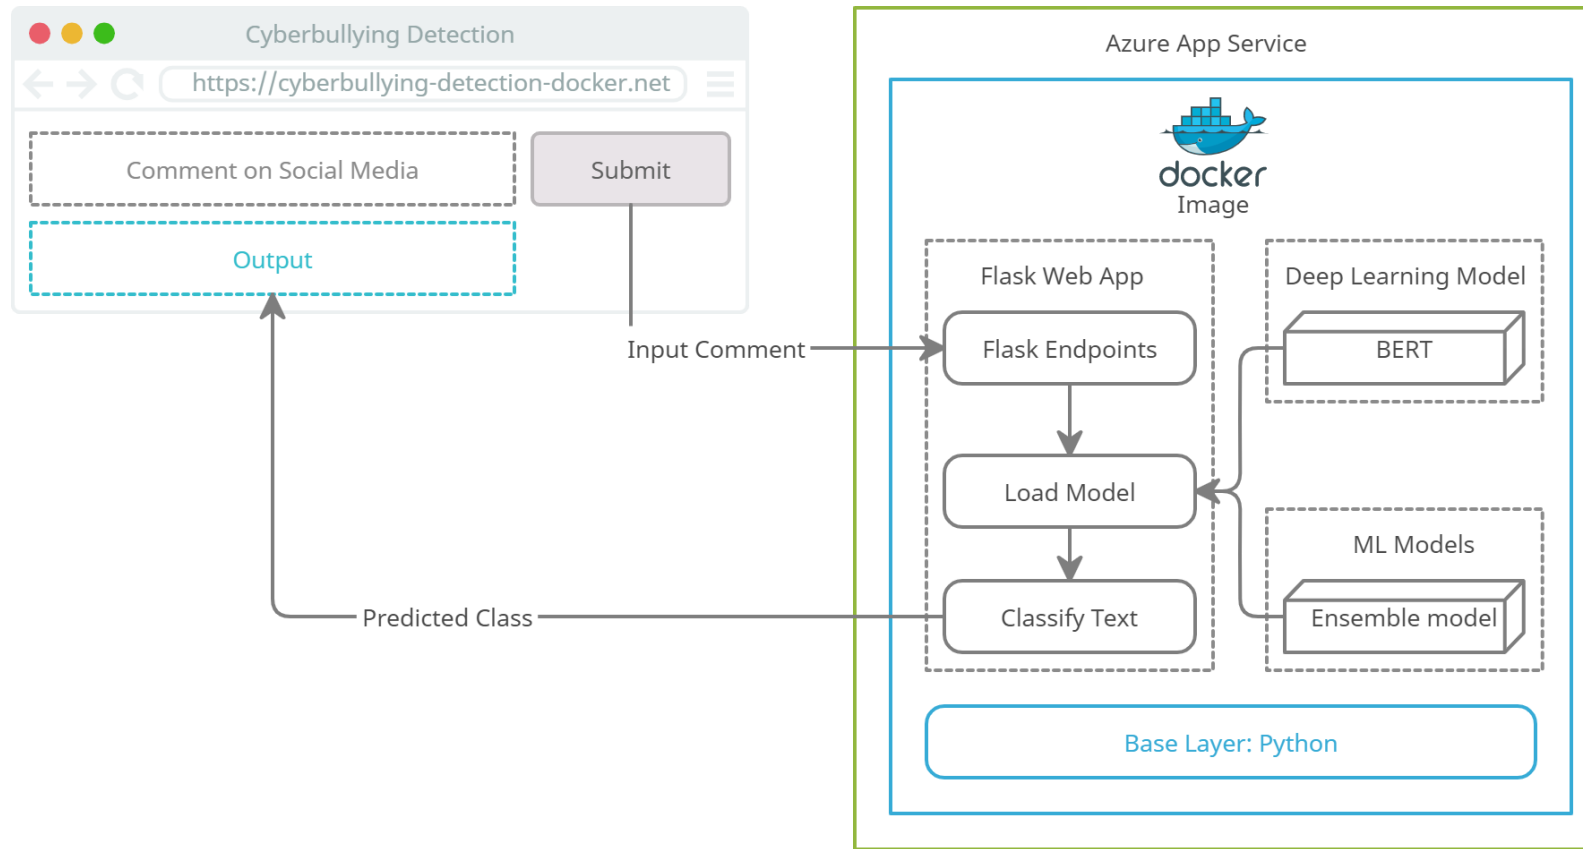 Cyberbullying Detection
https://cyberbullying-detection-docker.net
Comment on Social Media
Submit
Output
Input Comment
Predicted Class
Azure App Service
docker
Image
Flask Web App
Flask Endpoints
Load Model
Classify Text
Deep Learning Model
BERT
ML Models
Ensemble model
Base Layer: Python